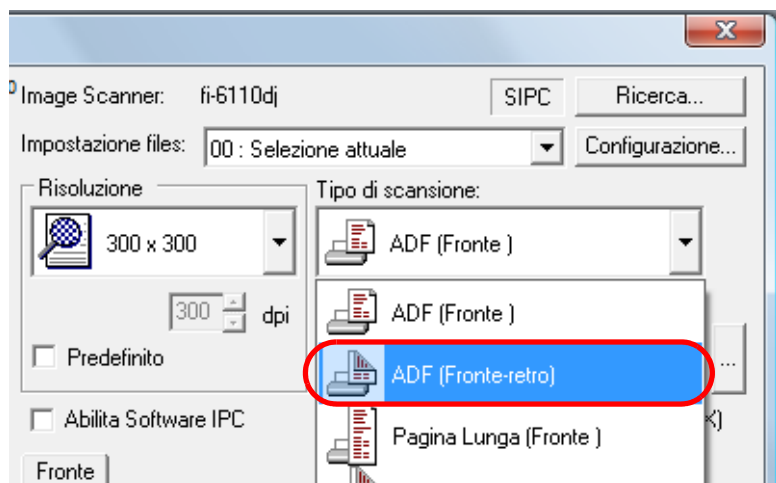 Image Scanner: fi-6110dj SIPC Ricerca...
Impostazione files: 00 : Selezione attuale Configurazione...
Risoluzione Tipo di scansione:
300 x 300 ADF (Fronte )
300 dpi ADF (Fronte )
Predefinito ADF (Fronte-retro) ...
Abilita Software IPC Pagina Lunga (Fronte )
Fronte